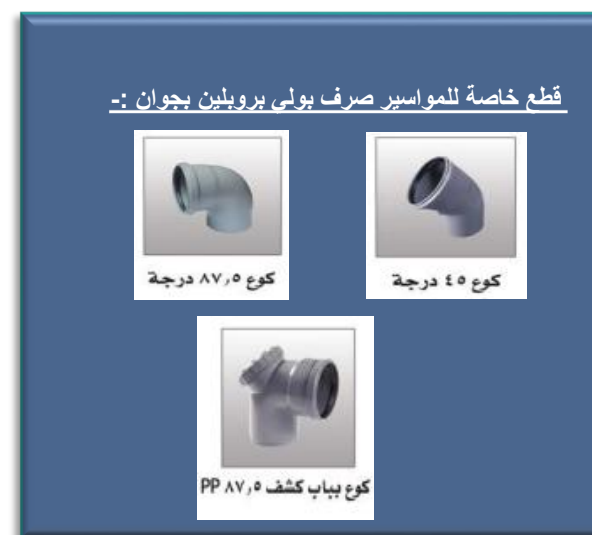 قطع خاصة للمواسير صرف بولي بروبلين بجوان :-
كوع ٤٥ درجة
كوع ٨٧٫٥ درجة
كوع بباب كشف ٨٧٫٥ PP